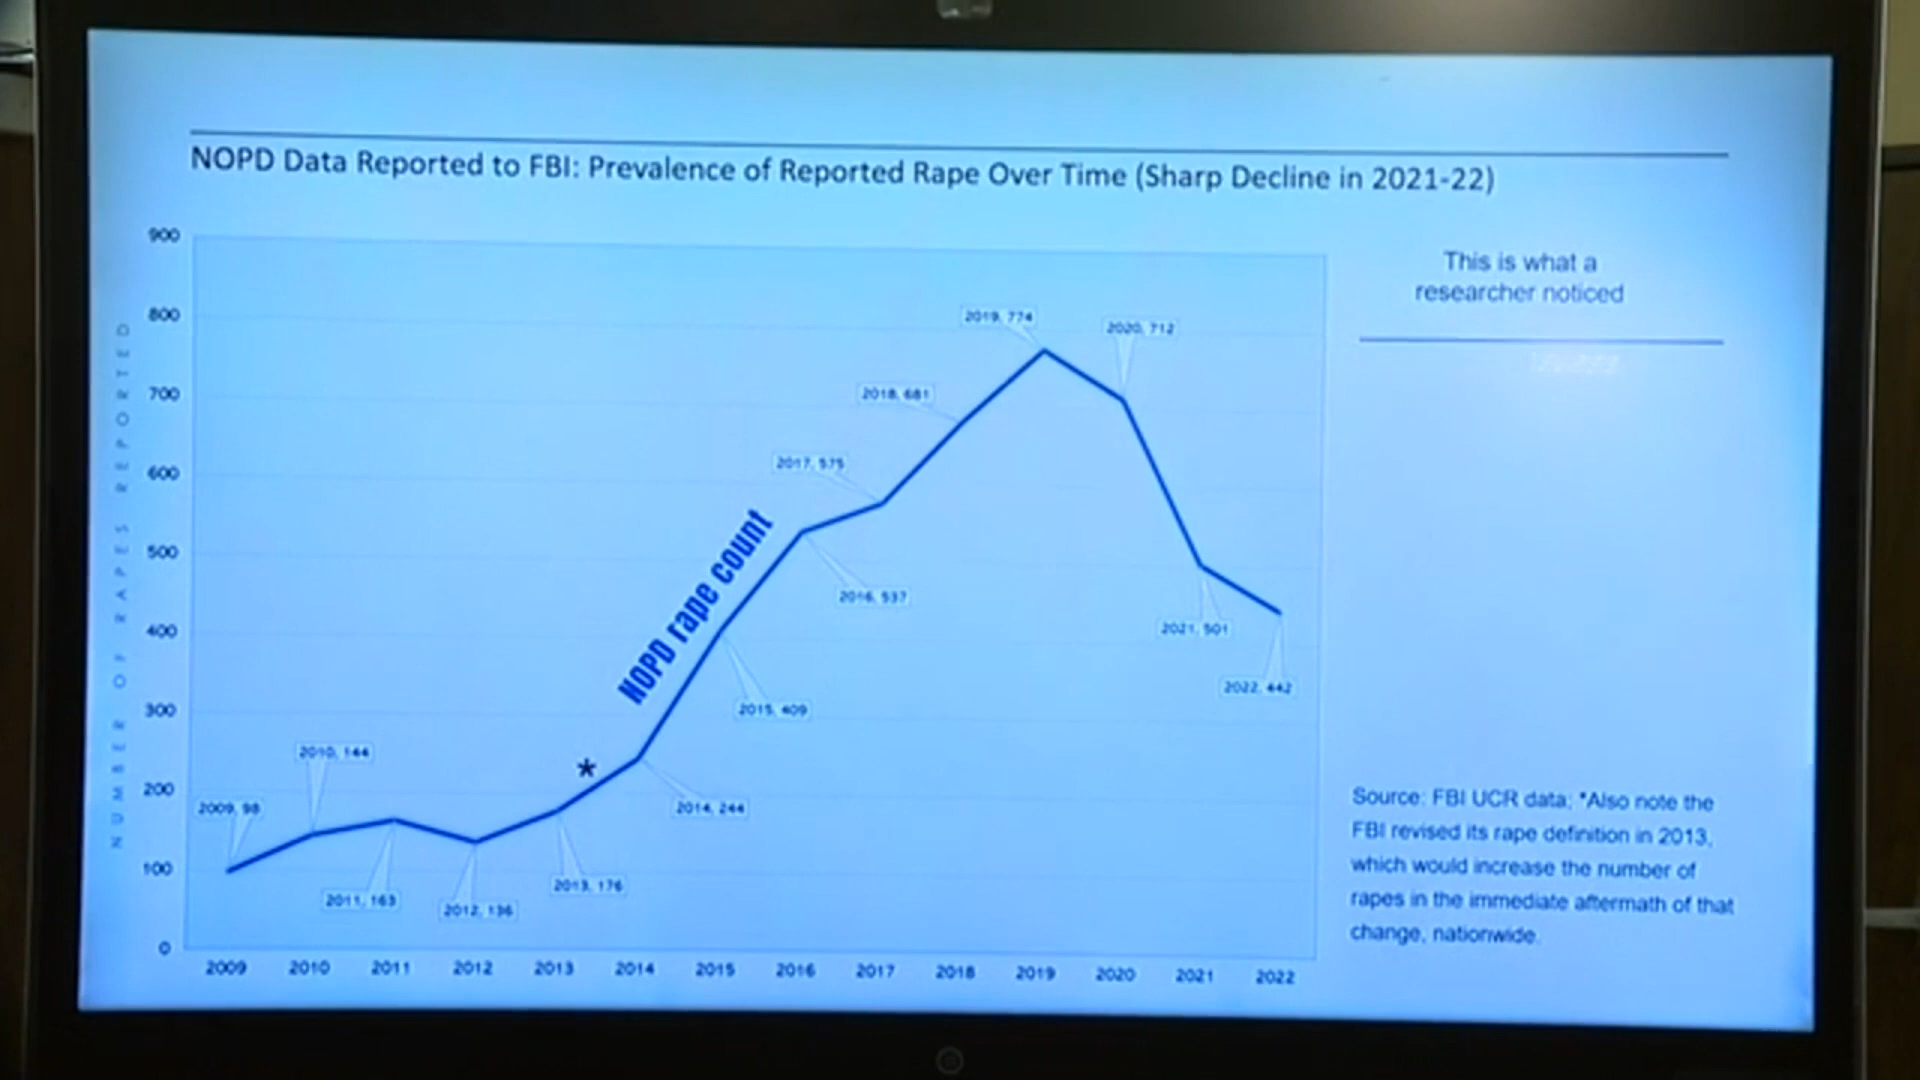 NOPD Data Reported to FBI: Prevalence of Reported Rape Over Time (Sharp Decline in 2021-22)
This is what a
researcher noticed
NUMBER OF RAPES REPORTED
900
800
700
600
500
400
300
200
100
0
2009, 98
2010, 144
2011, 163
2012, 136
2013, 176
*
2014, 244
NOPD rape count
2015, 409
2016, 537
2017, 575
2018, 681
2019, 774
2020, 712
2021, 501
2022, 442
2009 2010 2011 2012 2013 2014 2015 2016 2017 2018 2019 2020 2021 2022
Source: FBI UCR data; *Also note the
FBI revised its rape definition in 2013,
which would increase the number of
rapes in the immediate aftermath of that
change, nationwide.